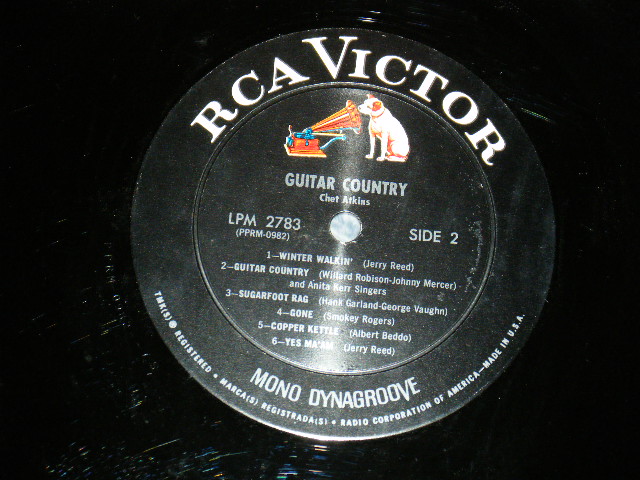 RCA VICTOR
GUITAR COUNTRY
Chet Atkins
LPM 2783
(PPRM-0982)
SIDE 2
1—WINTER WALKIN' (Jerry Reed)
2—GUITAR COUNTRY (Willard Robison-Johnny Mercer)
and Anita Kerr Singers
3—SUGARFOOT RAG (Hank Garland-George Vaughn)
4—GONE (Smokey Rogers)
5—COPPER KETTLE (Albert Beddo)
6—YES MA'AM (Jerry Reed)
MONO DYNAGROOVE
TMK(S)® REGISTERED • MARCA(S) REGISTRADA(S) • RADIO CORPORATION OF AMERICA—MADE IN U.S.A.